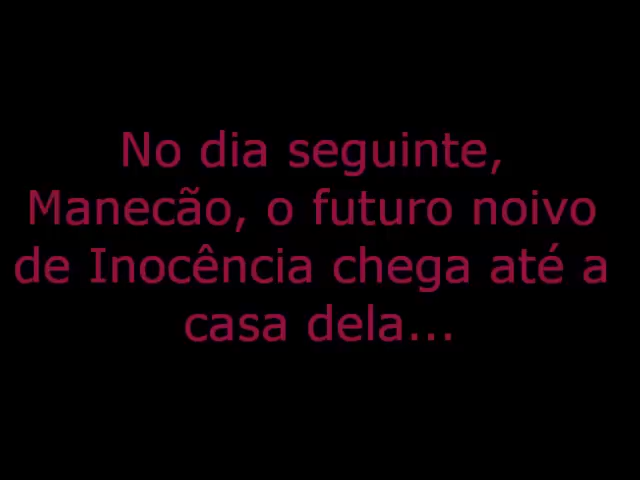 No dia seguinte,
Manecão, o futuro noivo
de Inocência chega até a
casa dela...